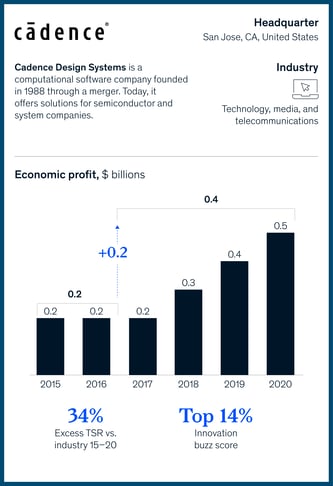 cādence®
Headquarter
San Jose, CA, United States
Cadence Design Systems is a
computational software company founded
in 1988 through a merger. Today, it
offers solutions for semiconductor and
system companies.
Industry
Technology, media, and
telecommunications
Economic profit, $ billions
0.4
+0.2
0.2
0.2
0.2
0.2
0.3
0.4
0.5
2015
2016
2017
2018
2019
2020
34%
Excess TSR vs.
industry 15–20
Top 14%
Innovation
buzz score